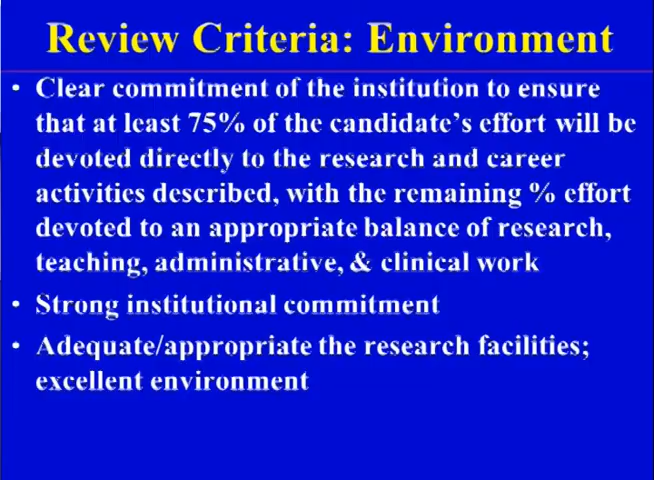 Review Criteria: Environment
• Clear commitment of the institution to ensure
that at least 75% of the candidate's effort will be
devoted directly to the research and career
activities described, with the remaining % effort
devoted to an appropriate balance of research,
teaching, administrative, & clinical work
• Strong institutional commitment
• Adequate/appropriate the research facilities;
excellent environment